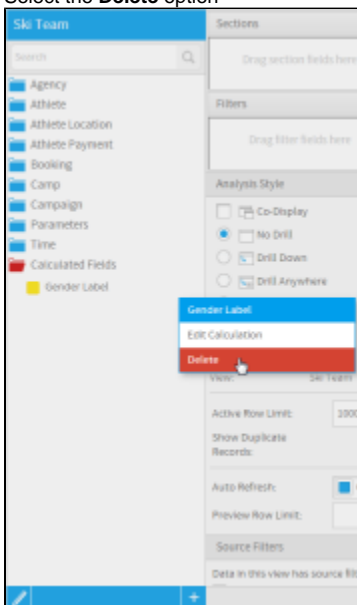 Select the Delete option
Ski Team
Search
Agency
Athlete
Athlete Location
Athlete Payment
Booking
Camp
Campaign
Parameters
Time
Calculated Fields
Gender Label
Sections
Drag section fields here
Filters
Drag filter fields here
Analysis Style
Co-Display
No Drill
Drill Down
Drill Anywhere
Gender Label
Edit Calculation
Delete
View:
Ski Team
Active Row Limit:
Show Duplicate
Records:
Auto Refresh:
Preview Row Limit:
Source Filters
Data in this view has source